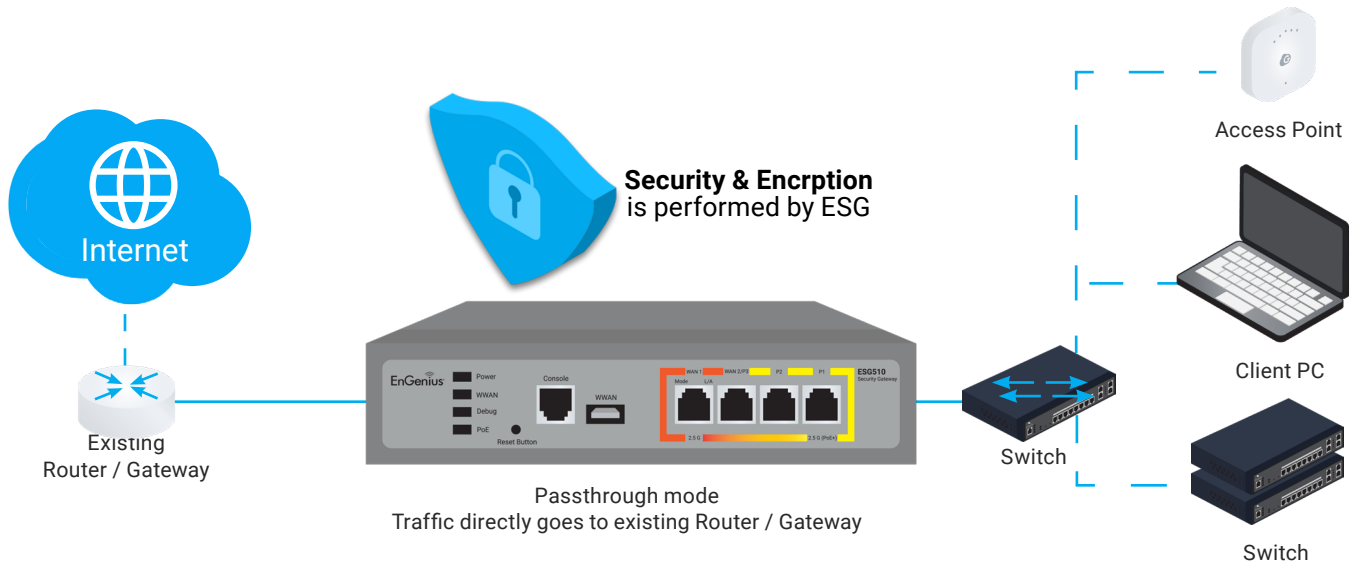 Internet
Existing
Router / Gateway
Security & Encrption
is performed by ESG
EnGenius
Power
WWAN
Debug
PoE
Reset Button
Console
WWAN
WAN 1
WAN 2/P3
P2
P1
Mode
L/A
2.5 G
2.5 G (PoE+)
ESG510
Security Gateway
Passthrough mode
Traffic directly goes to existing Router / Gateway
Switch
Access Point
Client PC
Switch